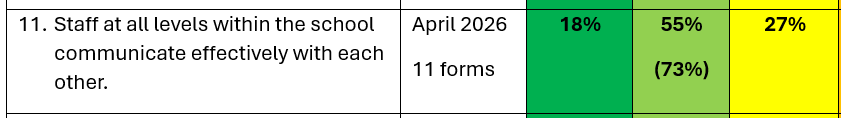 11. Staff at all levels within the school
communicate effectively with each
other.
April 2026
11 forms
18%
55%
(73%)
27%